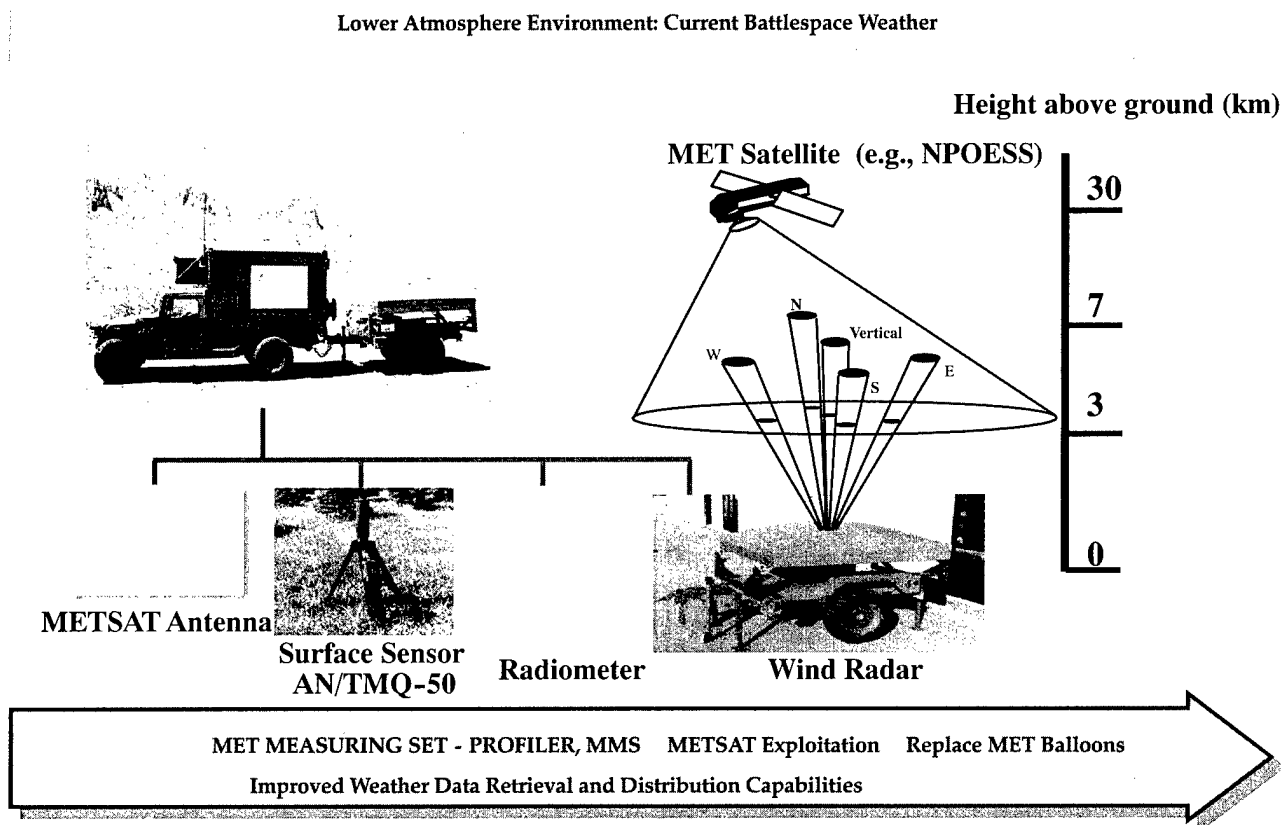 Lower Atmosphere Environment: Current Battlespace Weather
Height above ground (km)
MET Satellite (e.g., NPOESS)
30
7
3
0
N
Vertical
W
S
E
METSAT Antenna
Surface Sensor
AN/TMQ-50
Radiometer
Wind Radar
MET MEASURING SET - PROFILER, MMS METSAT Exploitation Replace MET Balloons
Improved Weather Data Retrieval and Distribution Capabilities